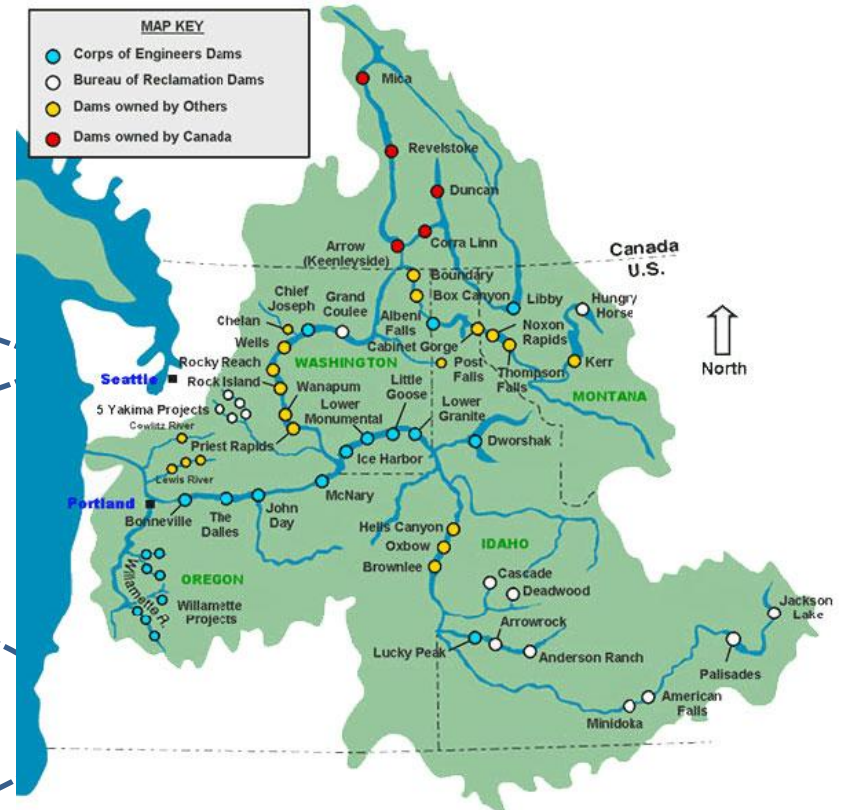 MAP KEY
Corps of Engineers Dams
Bureau of Reclamation Dams
Dams owned by Others
Dams owned by Canada
Mica
Revelstoke
Duncan
Corra Linn
Arrow
(Keenleyside)
Canada
U.S.
North
Boundary
Box Canyon
Libby
Hungry
Horse
Chief
Joseph
Grand
Coulee
Albeni
Falls
Chelan
Wells
Cabinet Gorge
Noxon
Rapids
Post
Falls
Thompson
Falls
Kerr
MONTANA
Rocky Reach
WASHINGTON
Seattle
Rock Island
Wanapum
Little
Goose
Lower
Granite
5 Yakima Projects
Lower
Monumental
Cowlitz River
Priest Rapids
Ice Harbor
Dworshak
Lewis River
McNary
Portland
Bonneville
The
Dalles
John
Day
Hells Canyon
Oxbow
Brownlee
IDAHO
OREGON
Willamette R.
Willamette
Projects
Cascade
Deadwood
Arrowrock
Lucky Peak
Anderson Ranch
Jackson
Lake
Palisades
American
Falls
Minidoka